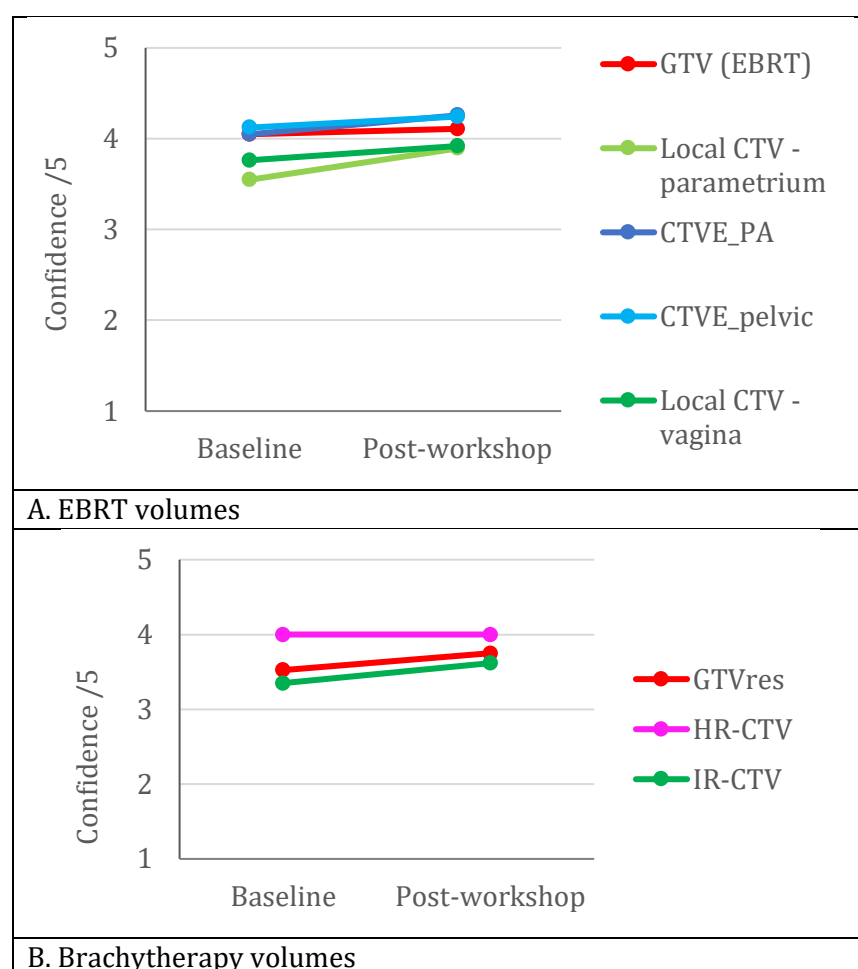 5
4
3
2
1
Confidence /5
Baseline
Post-workshop
GTV (EBRT)
Local CTV -
parametrium
CTVE_PA
CTVE_pelvic
Local CTV -
vagina
A. EBRT volumes
5
4
3
2
1
Confidence /5
Baseline
Post-workshop
GTVres
HR-CTV
IR-CTV
B. Brachytherapy volumes